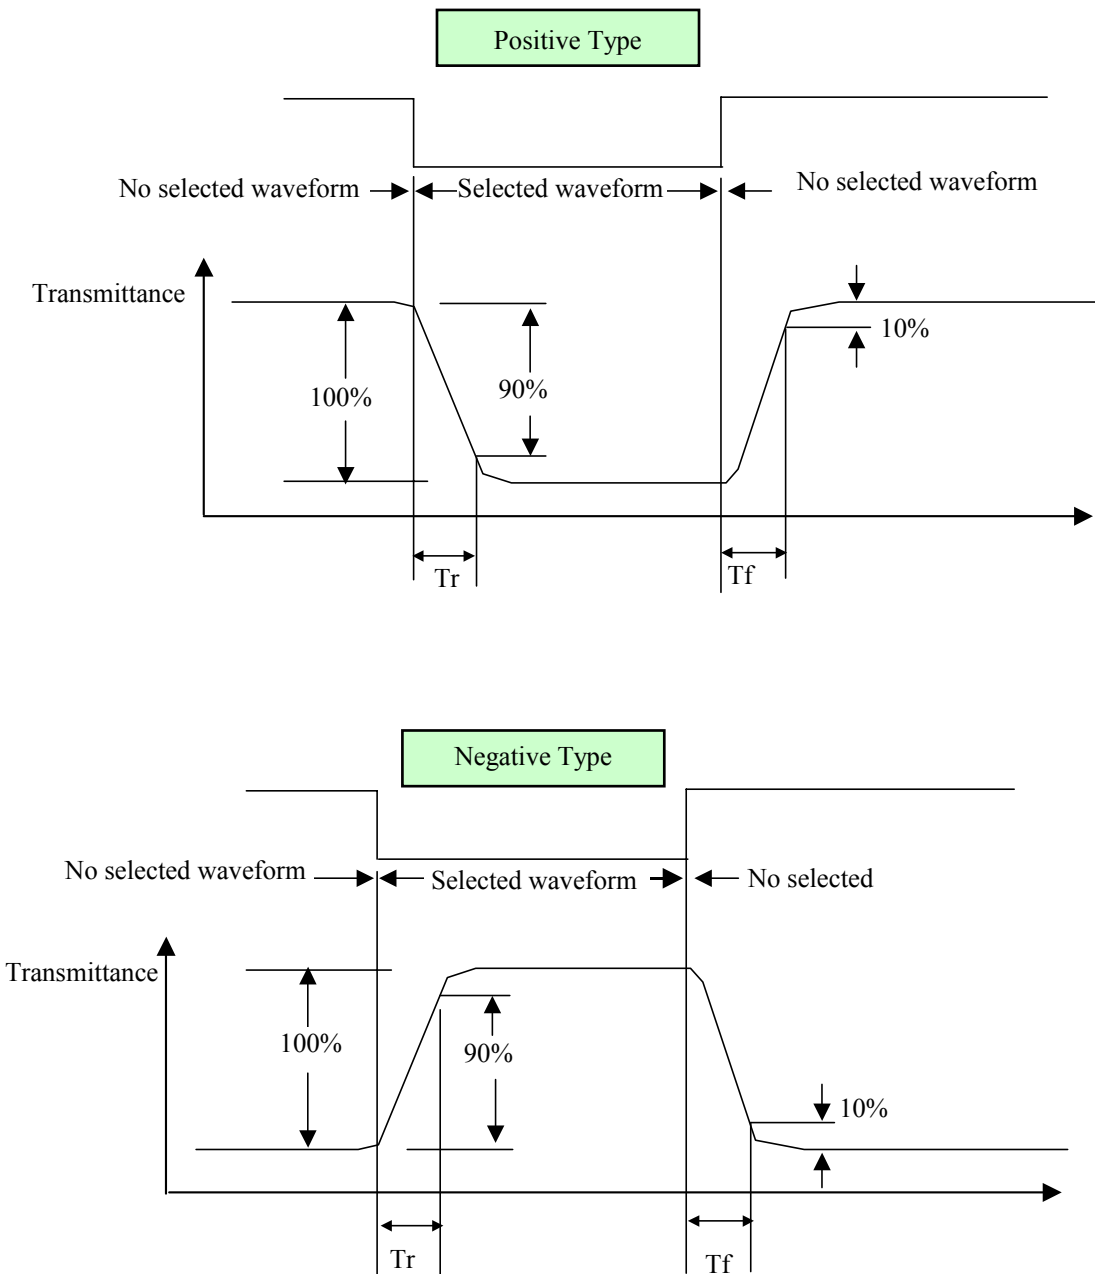 Positive Type
No selected waveform
Selected waveform
No selected waveform
Transmittance
10%
100%
90%
Tr
Tf
Negative Type
No selected waveform
Selected waveform
No selected
Transmittance
100%
90%
10%
Tr
Tf